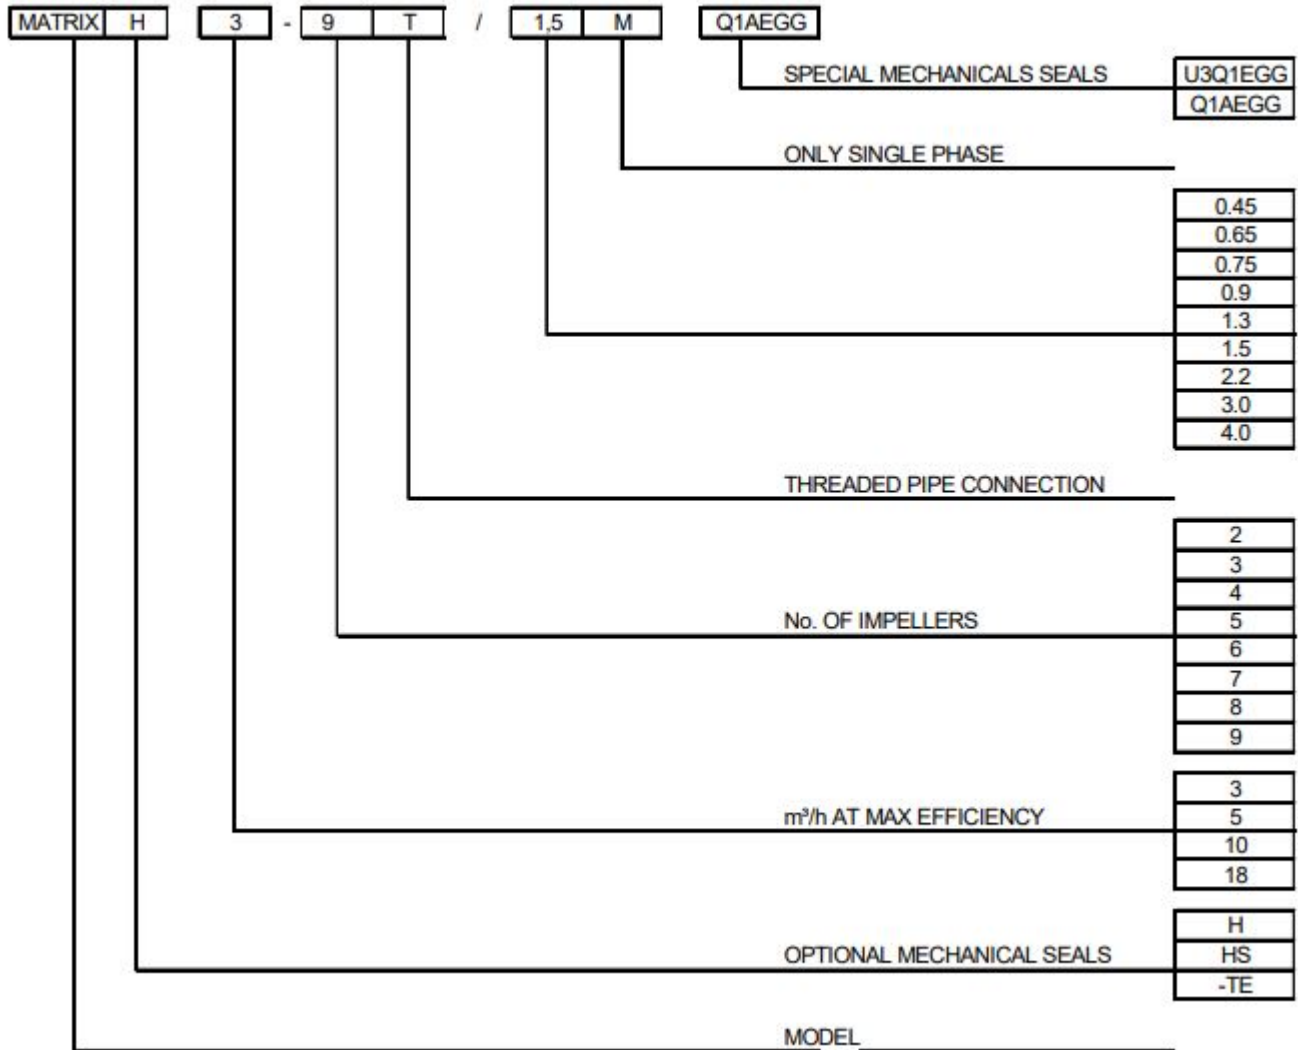 MATRIX H 3 - 9 T / 1,5 M Q1AEGG
SPECIAL MECHANICALS SEALS U3Q1EGG
Q1AEGG
ONLY SINGLE PHASE
0.45
0.65
0.75
0.9
1.3
1.5
2.2
3.0
4.0
THREADED PIPE CONNECTION
2
3
4
No. OF IMPELLERS 5
6
7
8
9
3
m³/h AT MAX EFFICIENCY 5
10
18
H
OPTIONAL MECHANICAL SEALS HS
-TE
MODEL